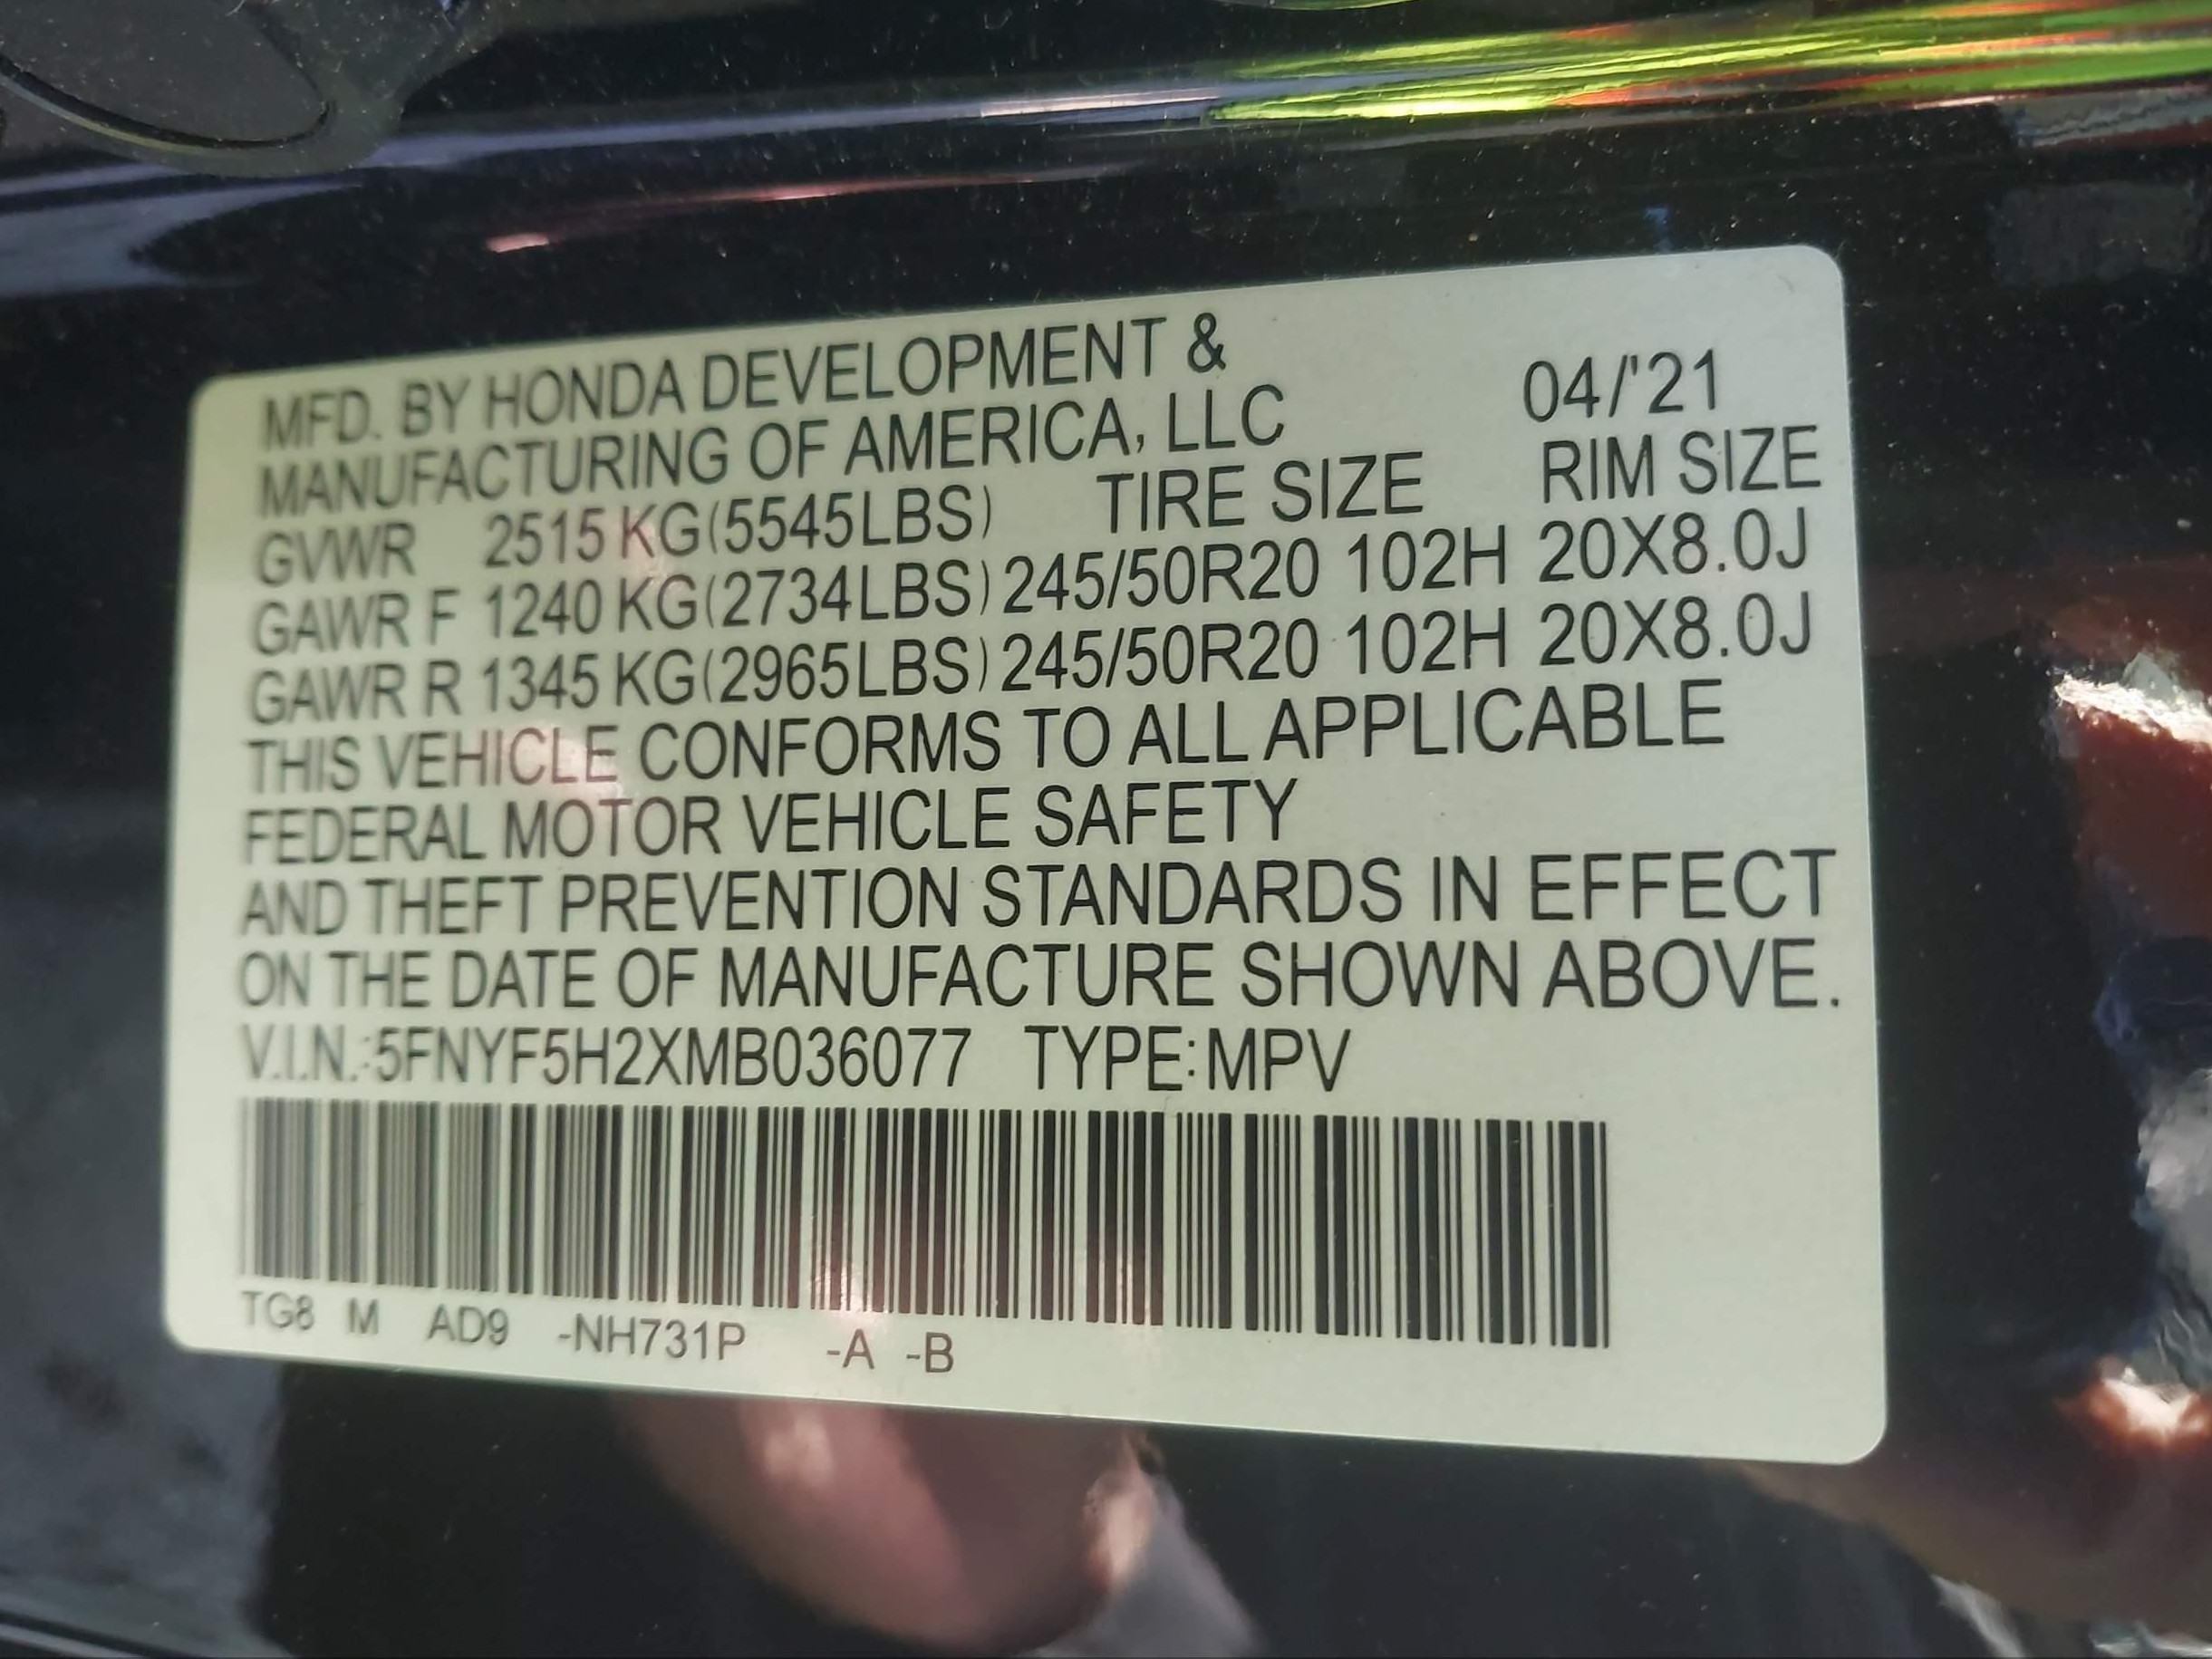 MFD. BY HONDA DEVELOPMENT &
MANUFACTURING OF AMERICA, LLC 04/'21
GVWR 2515 KG(5545LBS) TIRE SIZE RIM SIZE
GAWR F 1240 KG(2734LBS) 245/50R20 102H 20X8.0J
GAWR R 1345 KG(2965LBS) 245/50R20 102H 20X8.0J
THIS VEHICLE CONFORMS TO ALL APPLICABLE
FEDERAL MOTOR VEHICLE SAFETY
AND THEFT PREVENTION STANDARDS IN EFFECT
ON THE DATE OF MANUFACTURE SHOWN ABOVE.
V.I.N.:5FNYF5H2XMB036077 TYPE:MPV
TG8 M AD9 -NH731P -A -B